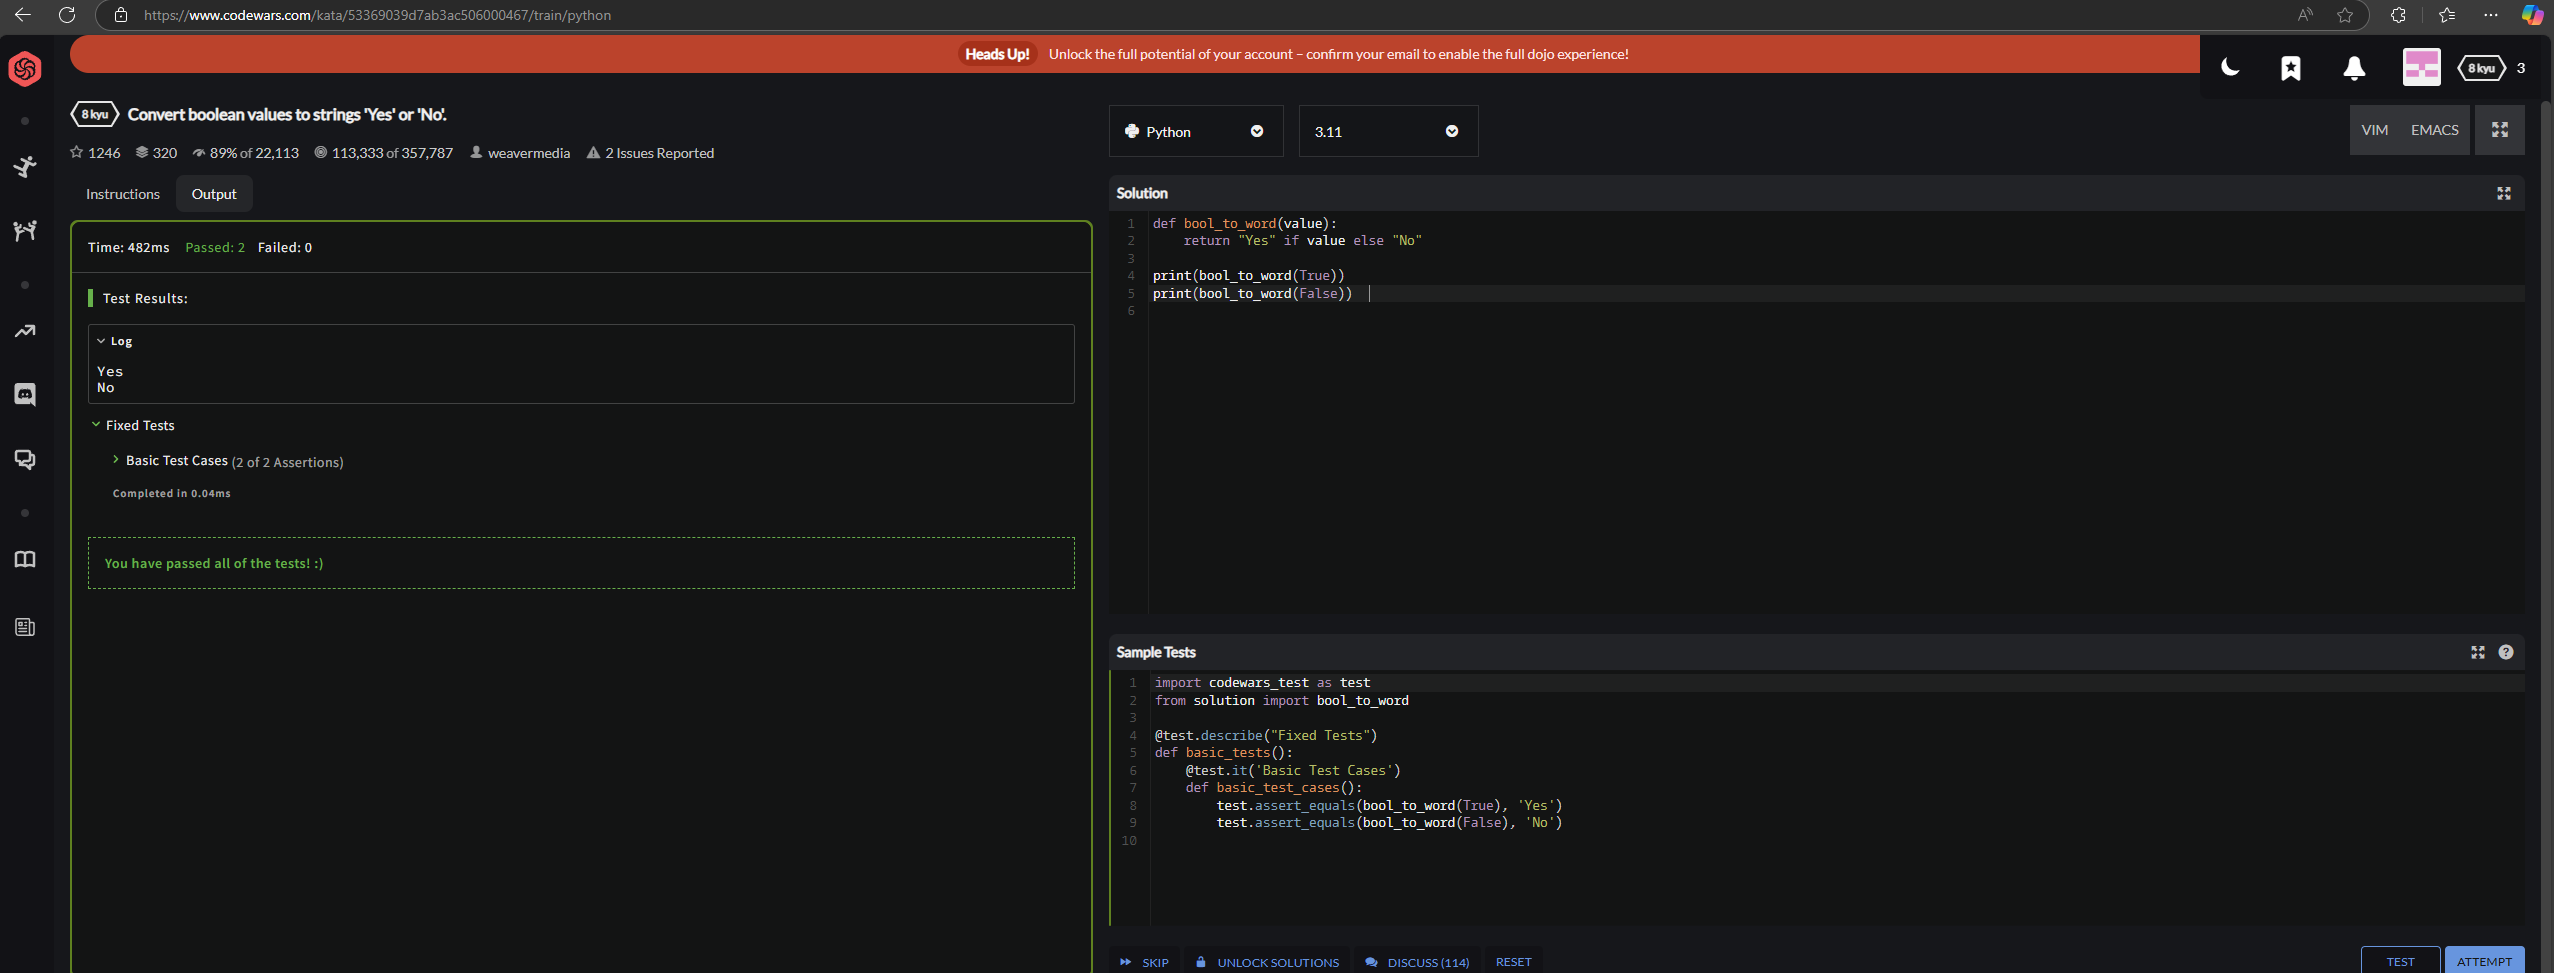 https://www.codewars.com/kata/53369039d7ab3ac506000467/train/python
Heads Up! Unlock the full potential of your account – confirm your email to enable the full dojo experience!
8 kyu 3
8 kyu Convert boolean values to strings 'Yes' or 'No'.
1246 320 89% of 22,113 113,333 of 357,787 weavermedia 2 Issues Reported
Instructions Output
Time: 482ms Passed: 2 Failed: 0
Test Results:
Log
Yes
No
Fixed Tests
Basic Test Cases (2 of 2 Assertions)
Completed in 0.04ms
You have passed all of the tests! :)
Python 3.11 VIM EMACS
Solution
1 def bool_to_word(value):
2     return "Yes" if value else "No"
3
4 print(bool_to_word(True))
5 print(bool_to_word(False))
6
Sample Tests
1 import codewars_test as test
2 from solution import bool_to_word
3
4 @test.describe("Fixed Tests")
5 def basic_tests():
6     @test.it('Basic Test Cases')
7     def basic_test_cases():
8         test.assert_equals(bool_to_word(True), 'Yes')
9         test.assert_equals(bool_to_word(False), 'No')
10
SKIP UNLOCK SOLUTIONS DISCUSS (114) RESET TEST ATTEMPT